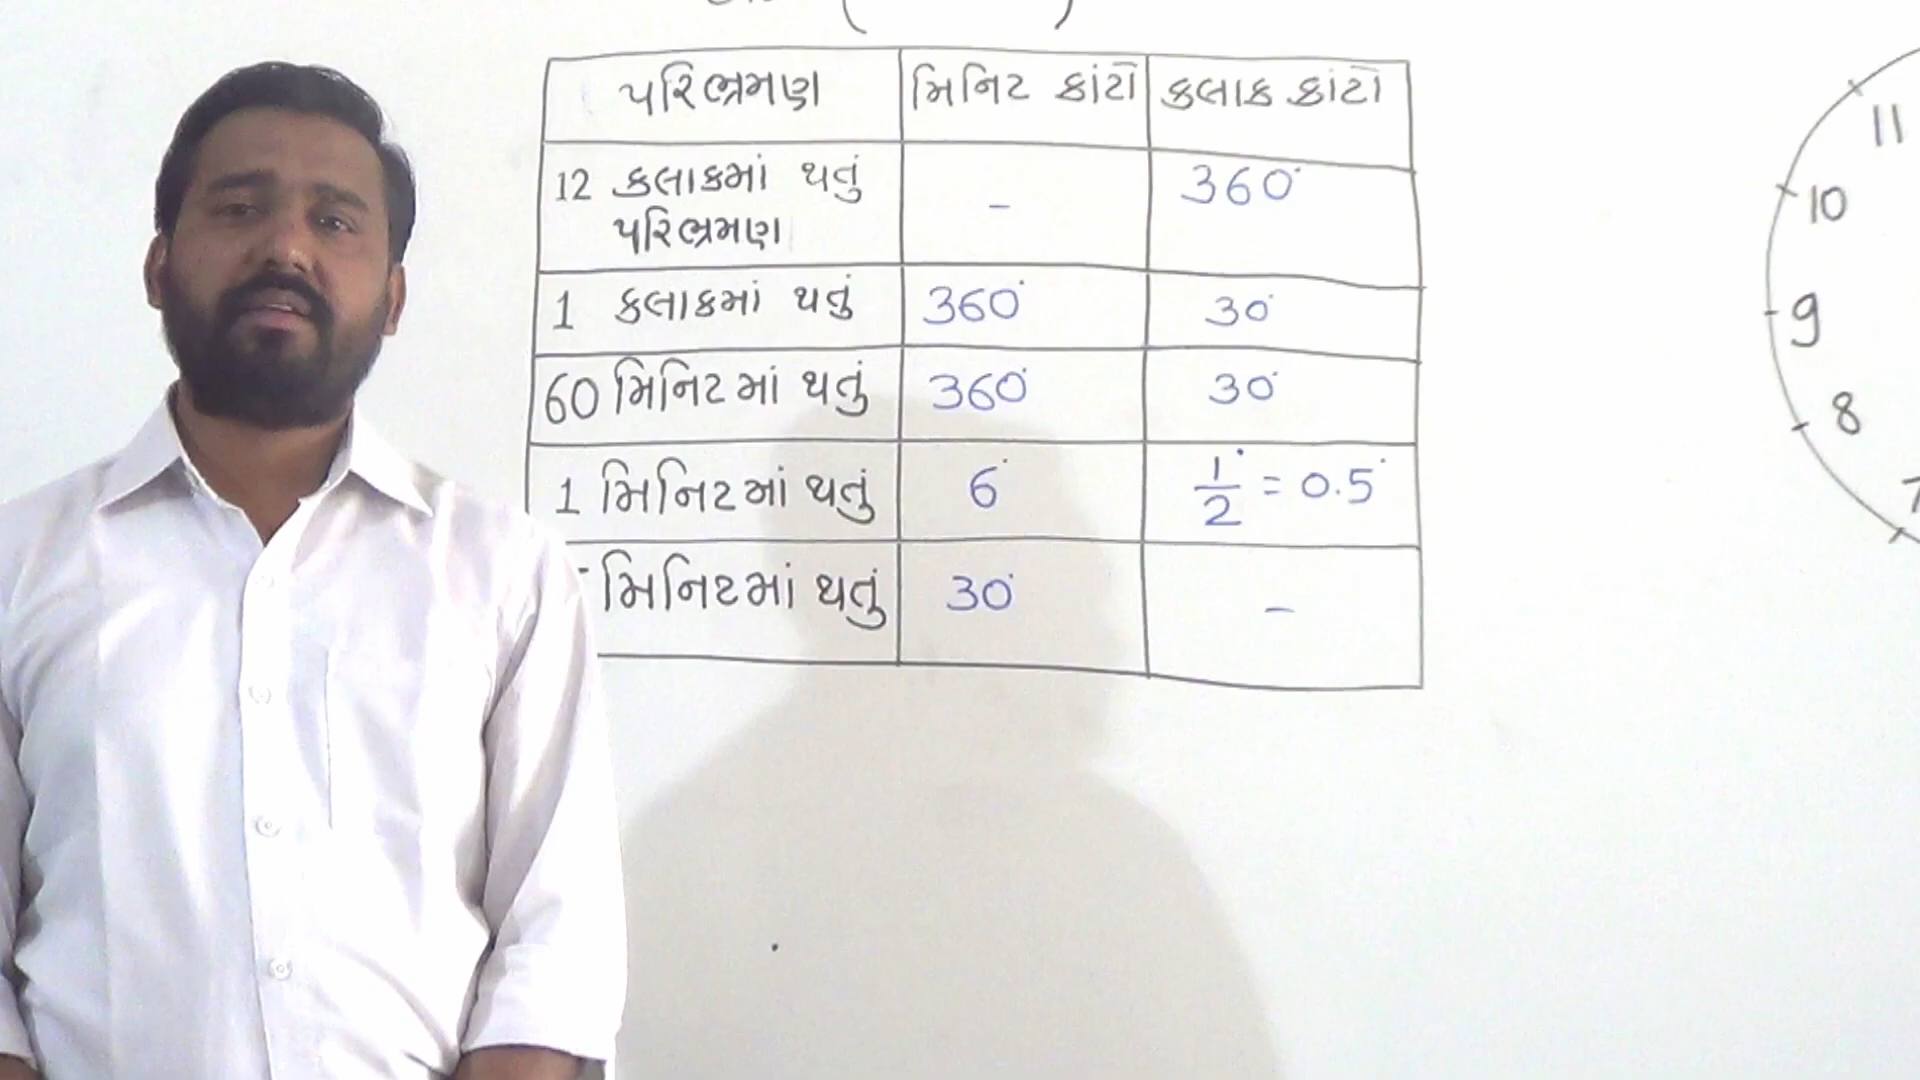 પરિભ્રમણ મિનિટ કાંટો કલાક કાંટો
12 કલાકમાં થતું પરિભ્રમણ - 360°
1 કલાકમાં થતું 360° 30°
60 મિનિટમાં થતું 360° 30°
1 મિનિટમાં થતું 6° 1/2° = 0.5°
મિનિટમાં થતું 30° -
11
10
9
8
7